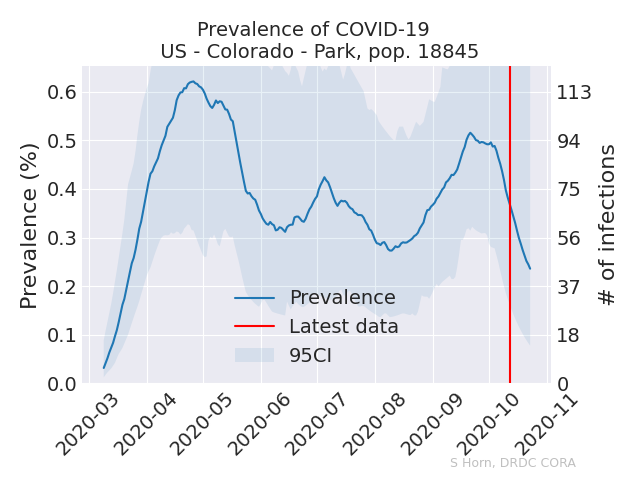 Prevalence of COVID-19
US - Colorado - Park, pop. 18845
Prevalence (%)
0.6
0.5
0.4
0.3
0.2
0.1
0.0
113
94
75
56
37
18
0
# of infections
Prevalence
Latest data
95CI
2020-03
2020-04
2020-05
2020-06
2020-07
2020-08
2020-09
2020-10
2020-11
S Horn, DRDC CORA